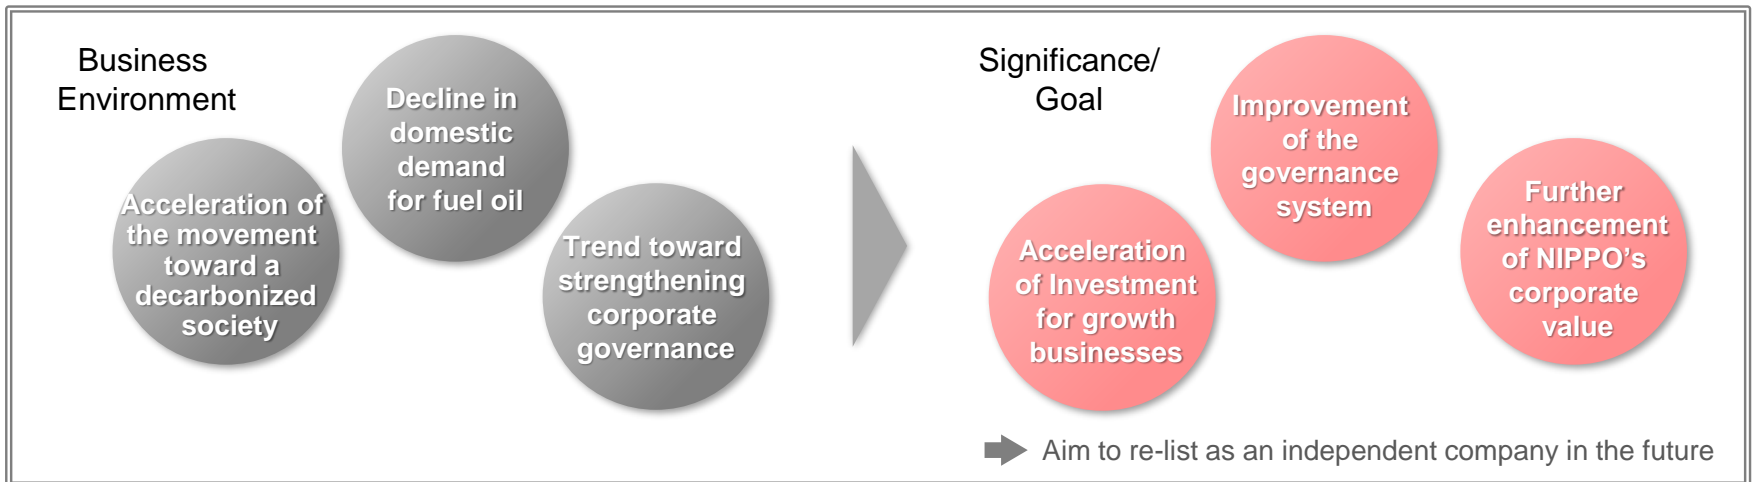 Business
Environment
Acceleration of
the movement
toward a
decarbonized
society
Decline in
domestic
demand
for fuel oil
Trend toward
strengthening
corporate
governance
Significance/
Goal
Acceleration
of Investment
for growth
businesses
Improvement
of the
governance
system
Further
enhancement
of NIPPO’s
corporate
value
Aim to re-list as an independent company in the future